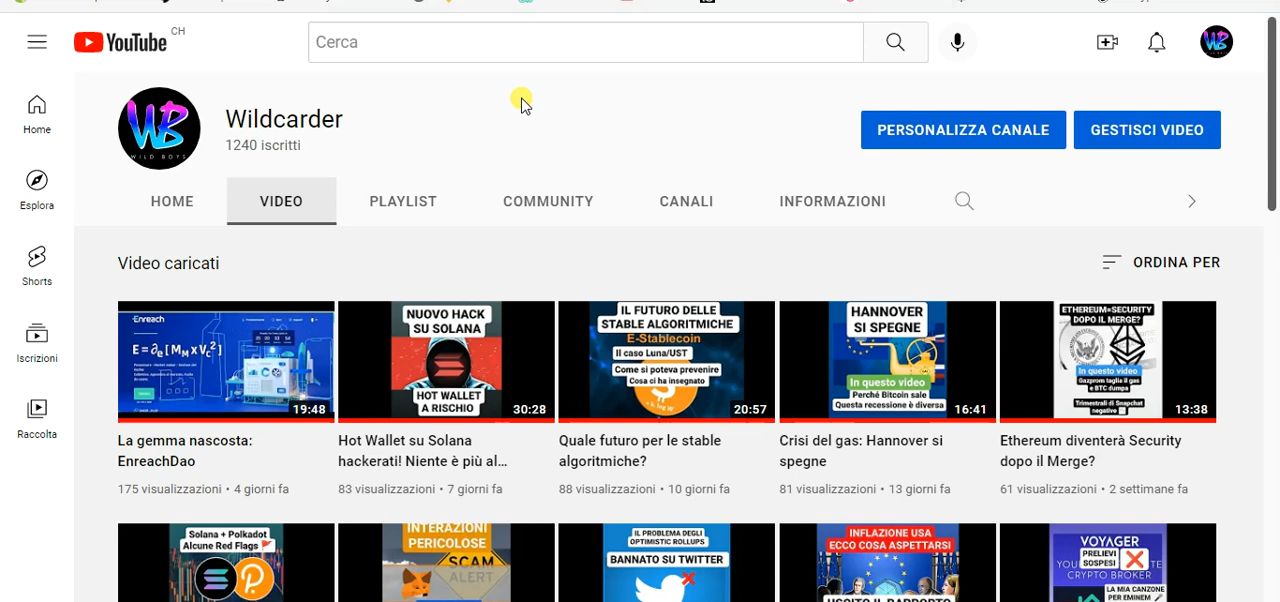 YouTube CH
Cerca
WB
Home
Esplora
Shorts
Iscrizioni
Raccolta
WB
WILD BOYS
Wildcarder
1240 iscritti
PERSONALIZZA CANALE
GESTISCI VIDEO
HOME
VIDEO
PLAYLIST
COMMUNITY
CANALI
INFORMAZIONI
Video caricati
ORDINA PER
Enreach
19:48
La gemma nascosta:
EnreachDao
175 visualizzazioni • 4 giorni fa
NUOVO HACK
SU SOLANA
HOT WALLET
A RISCHIO
30:28
Hot Wallet su Solana
hackerati! Niente è più al...
83 visualizzazioni • 7 giorni fa
IL FUTURO DELLE
STABLE ALGORITMICHE
E-Stablecoin
Il caso Luna/UST
Come si poteva prevenire
Cosa ci ha insegnato
20:57
Quale futuro per le stable
algoritmiche?
88 visualizzazioni • 10 giorni fa
HANNOVER
SI SPEGNE
In questo video
Perché Bitcoin sale
Questa recessione è diversa
16:41
Crisi del gas: Hannover si
spegne
81 visualizzazioni • 13 giorni fa
ETHEREUM=SECURITY
DOPO IL MERGE?
In questo video
Gazprom taglia il gas
e BTC dumpa
Trimestrali di Snapchat
negative
13:38
Ethereum diventerà Security
dopo il Merge?
61 visualizzazioni • 2 settimane fa
Solana + Polkadot
Alcune Red Flags
INTERAZIONI
PERICOLOSE
SCAM
ALERT
IL PROBLEMA DEGLI
OPTIMISTIC ROLLUPS
BANNATO SU TWITTER
INFLAZIONE USA
ECCO COSA ASPETTARSI
USCITO IL RAPPORTO
VOYAGER
PRELIEVI
SOSPESI
CRYPTO BROKER
LA MIA CANZONE
PER EMINEM